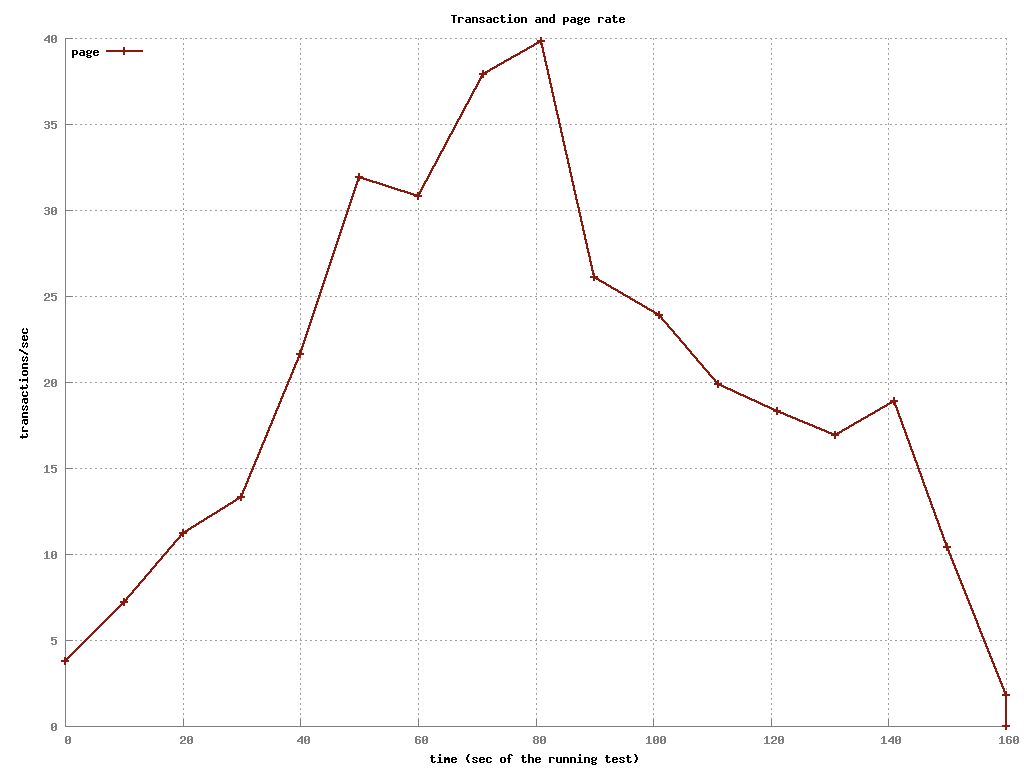 Transaction and page rate
page
40
35
30
25
20
15
10
5
0
transactions/sec
0 20 40 60 80 100 120 140 160
time (sec of the running test)